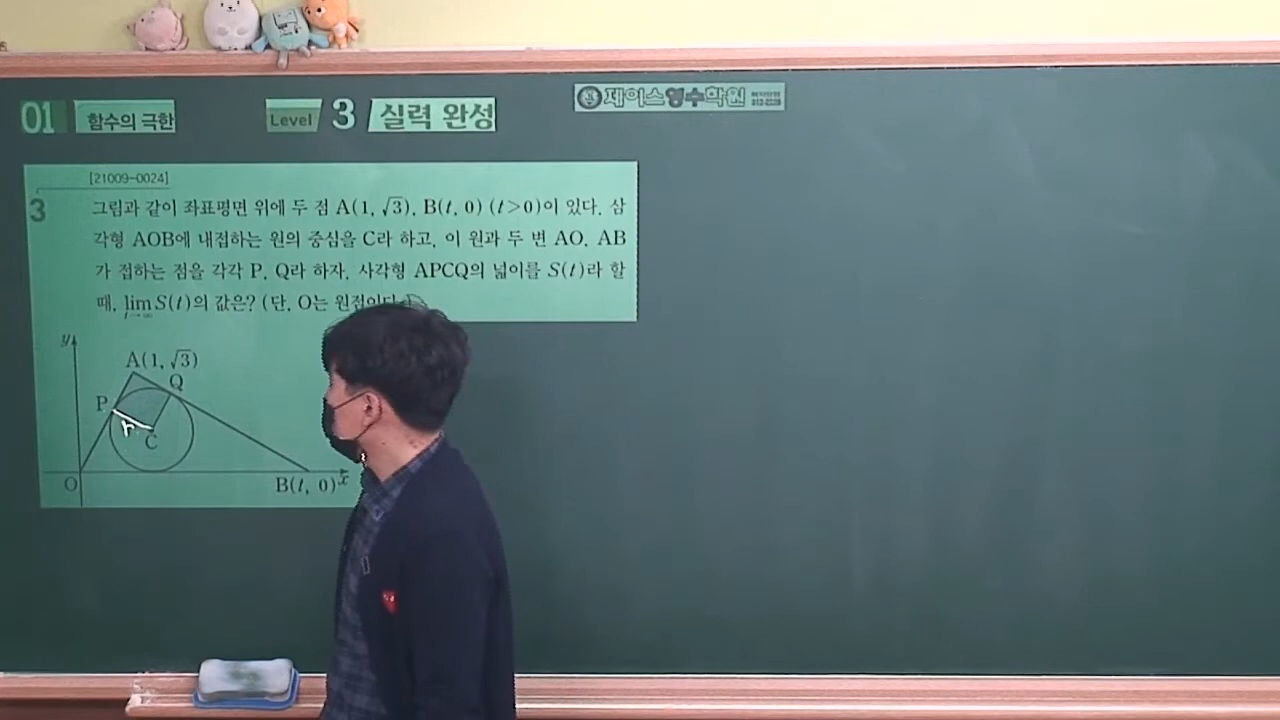 제이스영수학원
01 함수의 극한 Level 3 실력 완성
[21009-0024]
3 그림과 같이 좌표평면 위에 두 점 A(1, √3), B(t, 0) (t>0)이 있다. 삼
각형 AOB에 내접하는 원의 중심을 C라 하고, 이 원과 두 변 AO, AB
가 접하는 점을 각각 P, Q라 하자. 사각형 APCQ의 넓이를 S(t)라 할
때, lim t→∞ S(t)의 값은? (단, O는 원점이다.)
y
A(1, √3)
Q
P
r
C
O
B(t, 0)
x